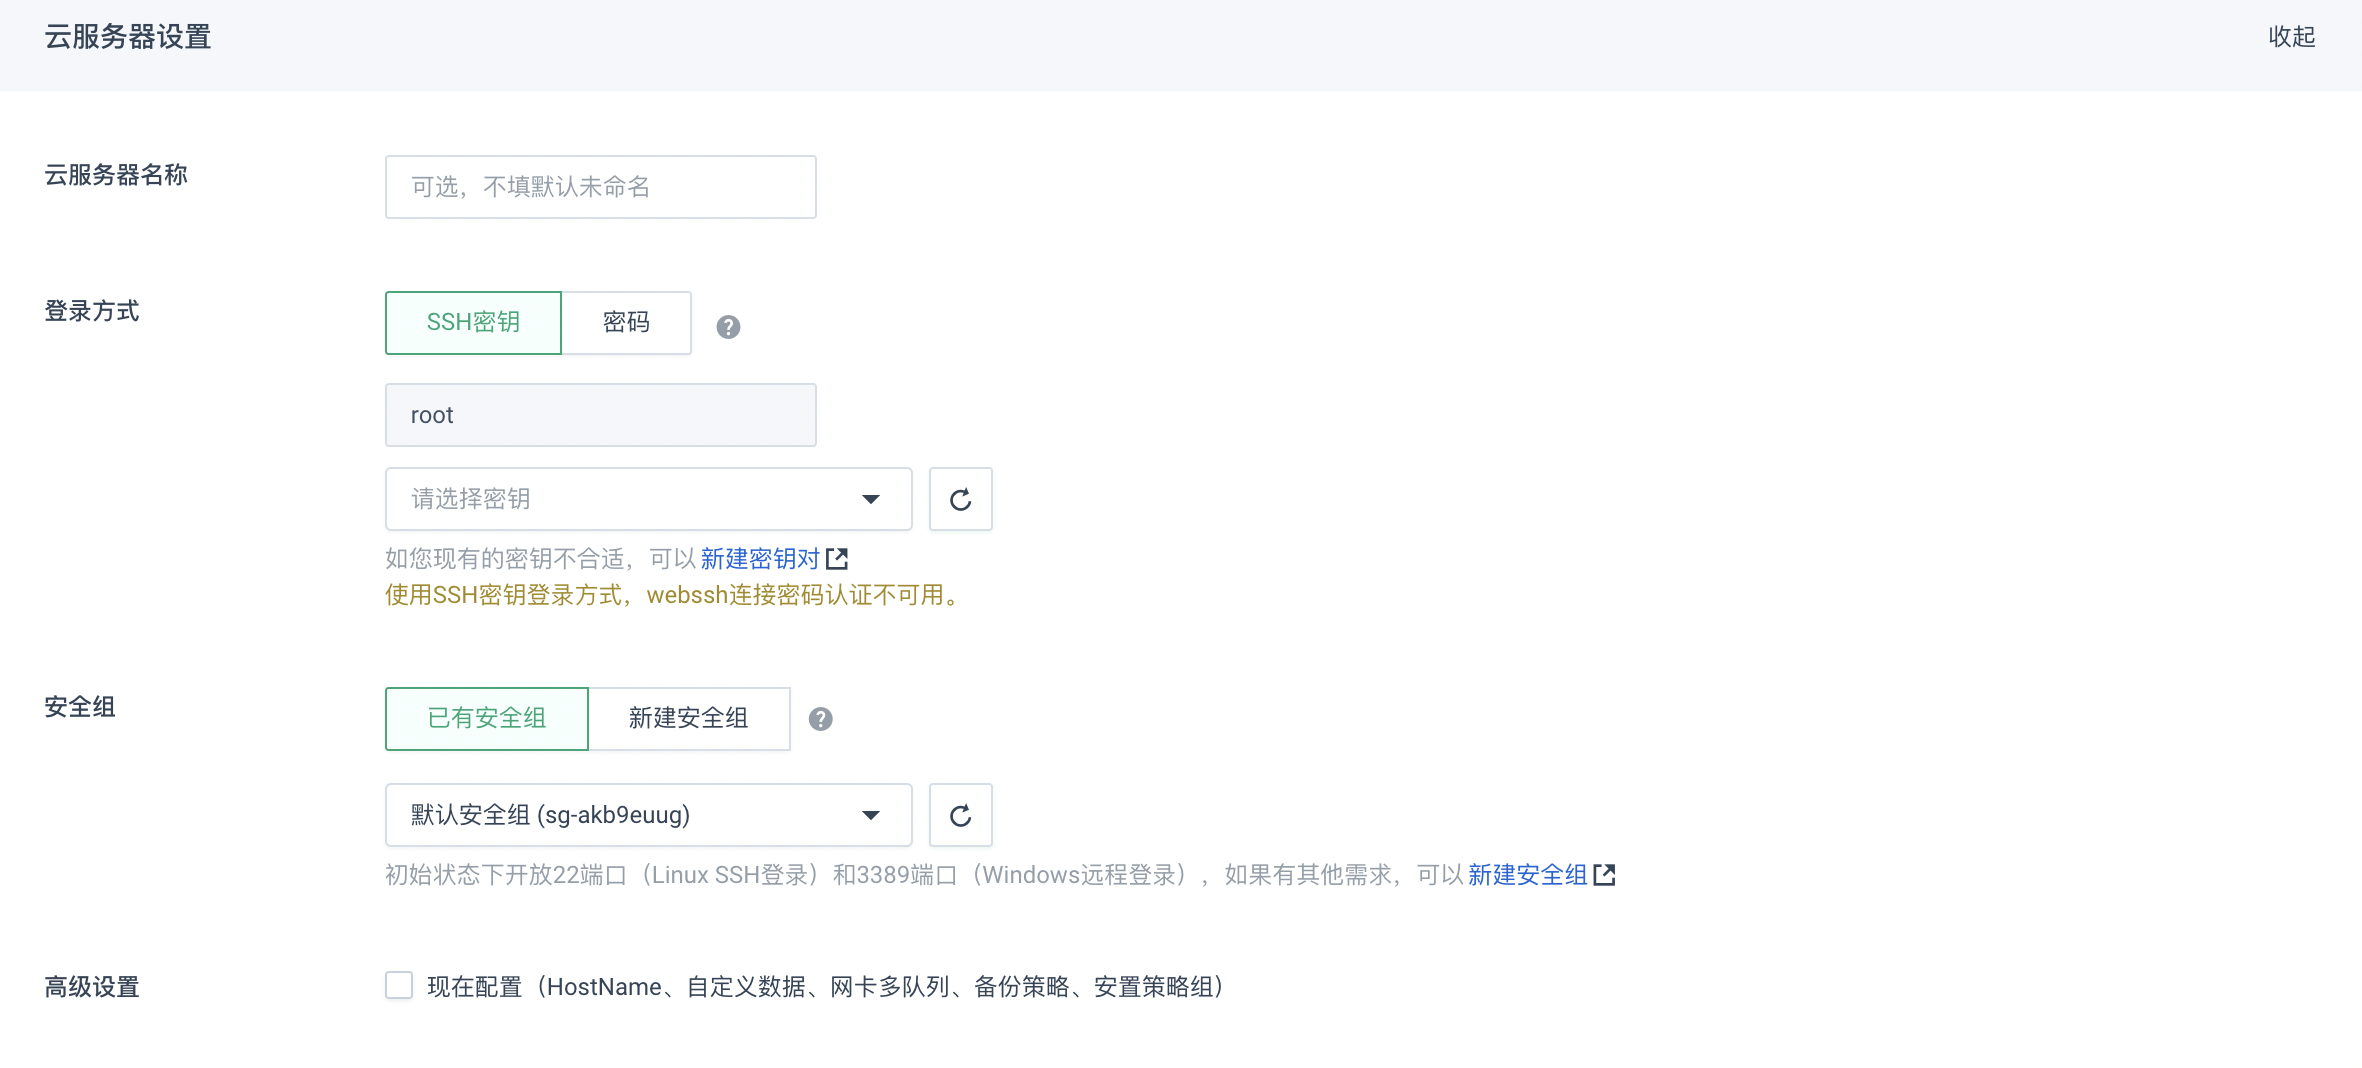 云服务器设置
收起
云服务器名称
可选，不填默认未命名
登录方式
SSH密钥
密码
root
请选择密钥
如您现有的密钥不合适，可以 新建密钥对
使用SSH密钥登录方式，webssh连接密码认证不可用。
安全组
已有安全组
新建安全组
默认安全组 (sg-akb9euug)
初始状态下开放22端口（Linux SSH登录）和3389端口（Windows远程登录），如果有其他需求，可以 新建安全组
高级设置
现在配置（HostName、自定义数据、网卡多队列、备份策略、安置策略组）